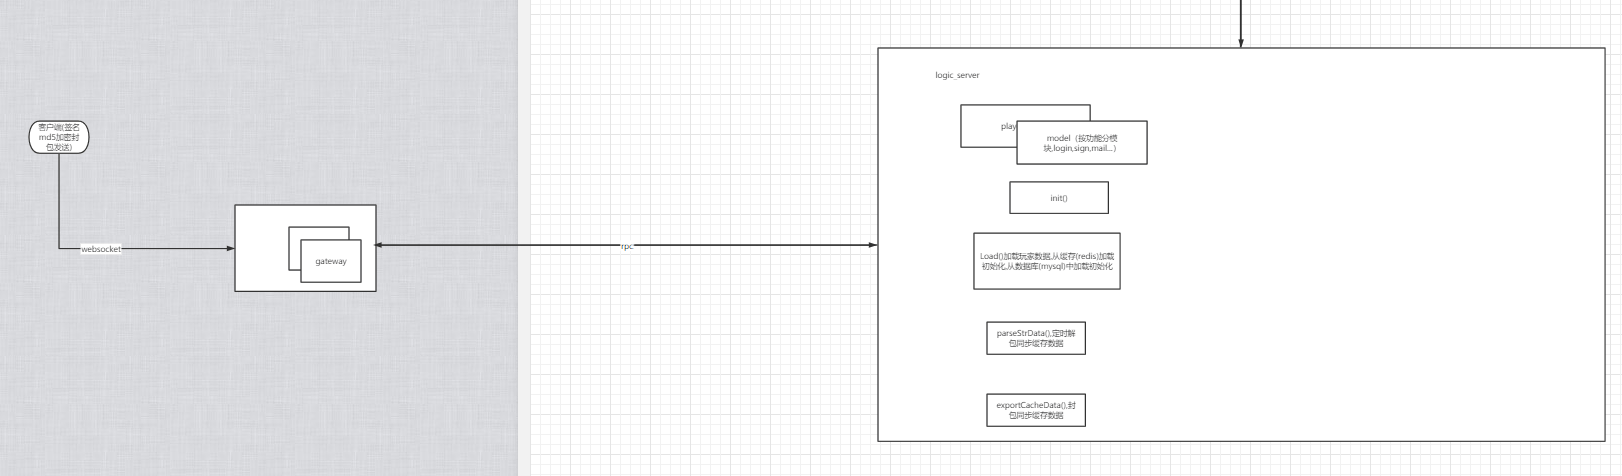 客户端(签名
md5加密封
包发送)
websocket
gateway
rpc
logic_server
play
model（按功能分模
块,login,sign,mail...）
init()
Load()加载玩家数据,从缓存(redis)加载
初始化,从数据库(mysql)中加载初始化
parseStrData(),定时解
包同步缓存数据
exportCacheData(),封
包同步缓存数据